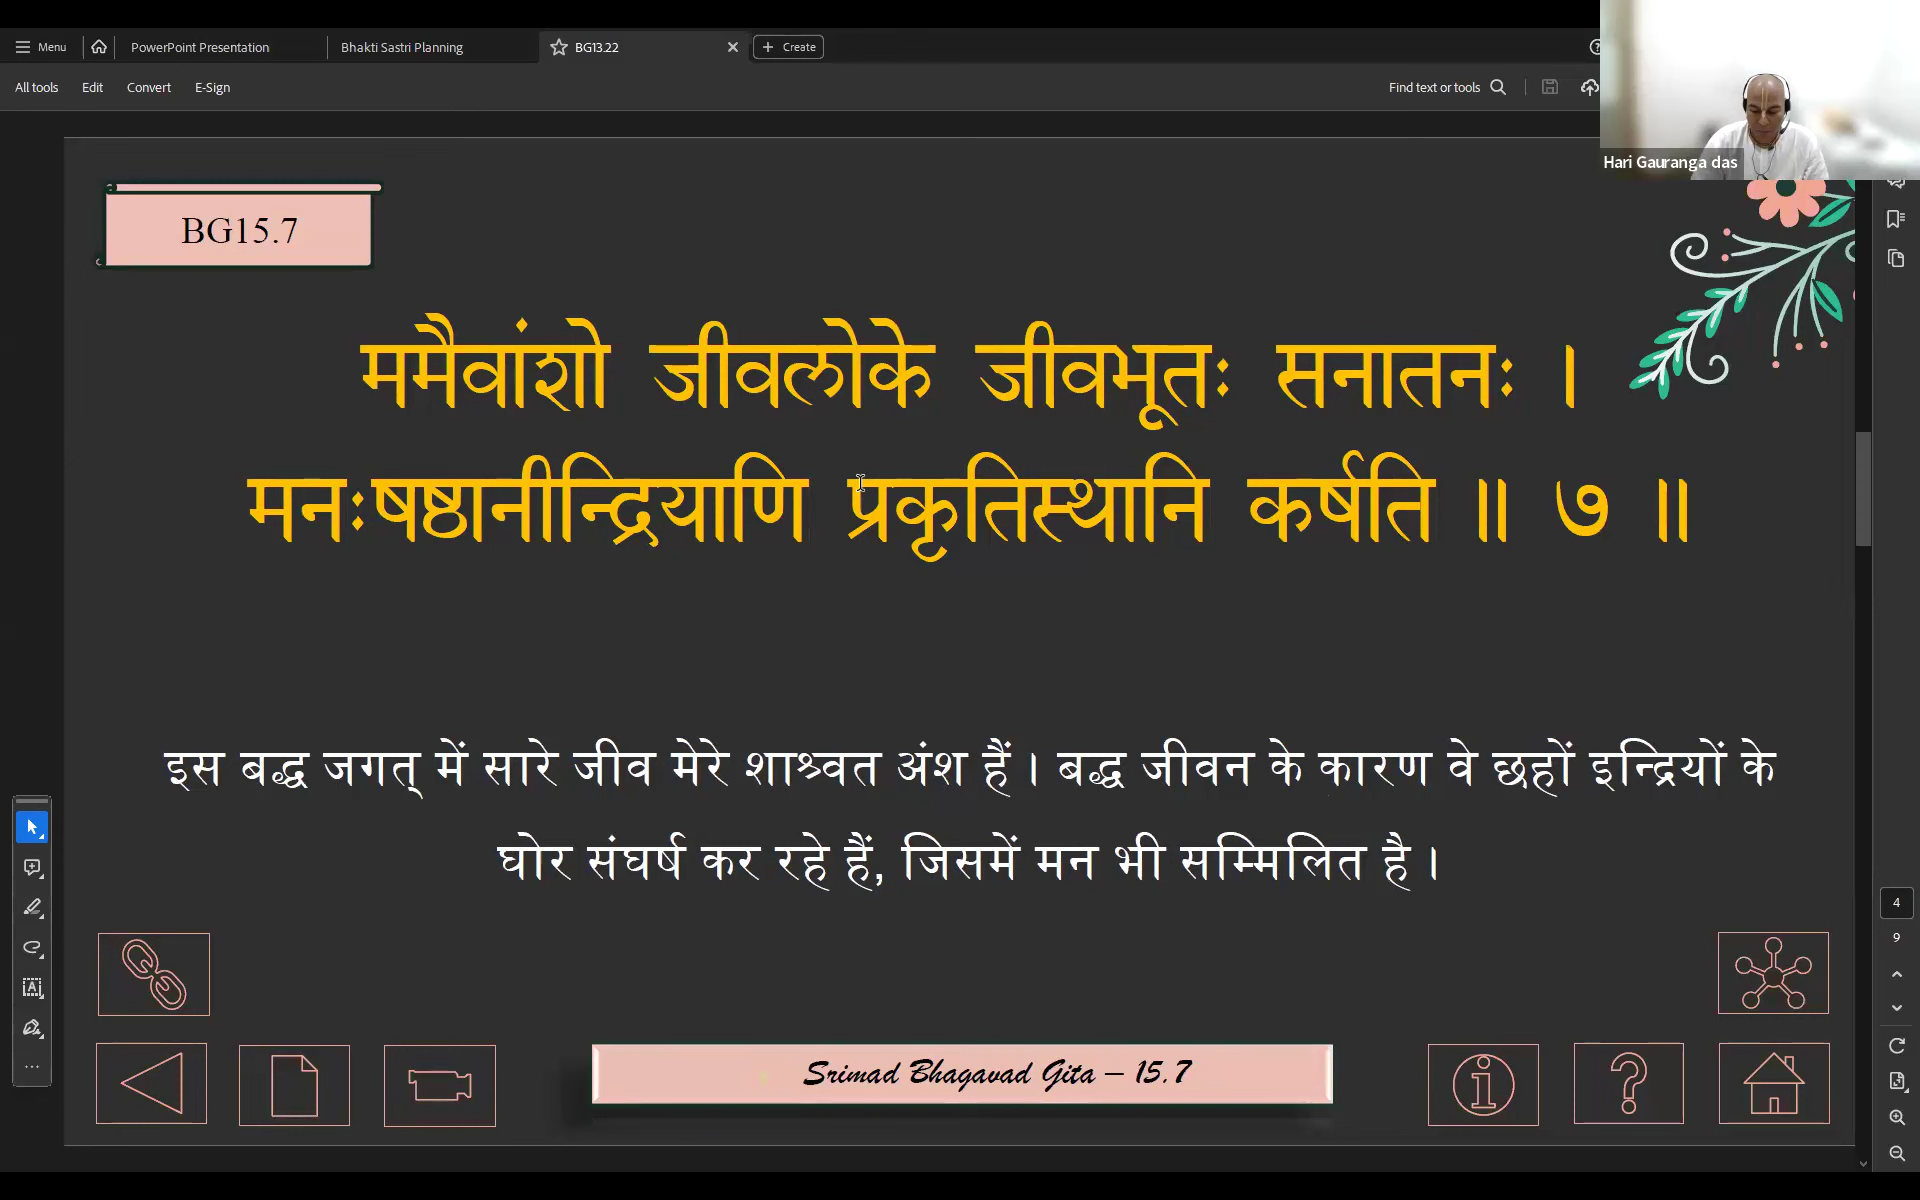 Menu
PowerPoint Presentation
Bhakti Sastri Planning
BG13.22
Create
All tools
Edit
Convert
E-Sign
Find text or tools
Hari Gauranga das
BG15.7
ममैवांशो जीवलोके जीवभूतः सनातनः ।
मनःषष्ठानीन्द्रियाणि प्रकृतिस्थानि कर्षति ॥ ७ ॥
इस बद्ध जगत् में सारे जीव मेरे शाश्र्वत अंश हैं । बद्ध जीवन के कारण वे छहों इन्द्रियों के
घोर संघर्ष कर रहे हैं, जिसमें मन भी सम्मिलित है ।
4
9
Srimad Bhagavad Gita – 15.7